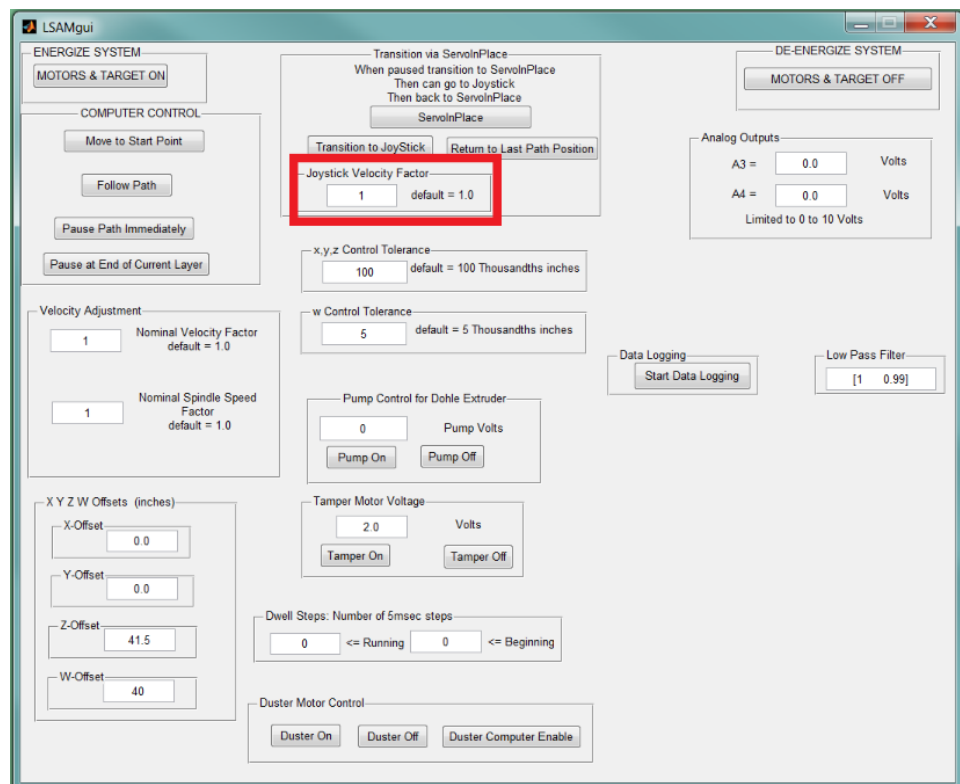 LSAMgui
ENERGIZE SYSTEM
MOTORS & TARGET ON
COMPUTER CONTROL
Move to Start Point
Follow Path
Pause Path Immediately
Pause at End of Current Layer
Velocity Adjustment
1
Nominal Velocity Factor
default = 1.0
1
Nominal Spindle Speed
Factor
default = 1.0
X Y Z W Offsets (inches)
X-Offset
0.0
Y-Offset
0.0
Z-Offset
41.5
W-Offset
40
Transition via ServoInPlace
When paused transition to ServoInPlace
Then can go to Joystick
Then back to ServoInPlace
ServoInPlace
Transition to JoyStick
Return to Last Path Position
Joystick Velocity Factor
1 default = 1.0
x,y,z Control Tolerance
100 default = 100 Thousandths inches
w Control Tolerance
5 default = 5 Thousandths inches
Pump Control for Dohle Extruder
0 Pump Volts
Pump On Pump Off
Tamper Motor Voltage
2.0 Volts
Tamper On Tamper Off
Dwell Steps: Number of 5msec steps
0 <= Running 0 <= Beginning
Duster Motor Control
Duster On Duster Off Duster Computer Enable
DE-ENERGIZE SYSTEM
MOTORS & TARGET OFF
Analog Outputs
A3 = 0.0 Volts
A4 = 0.0 Volts
Limited to 0 to 10 Volts
Data Logging
Start Data Logging
Low Pass Filter
[1 0.99]